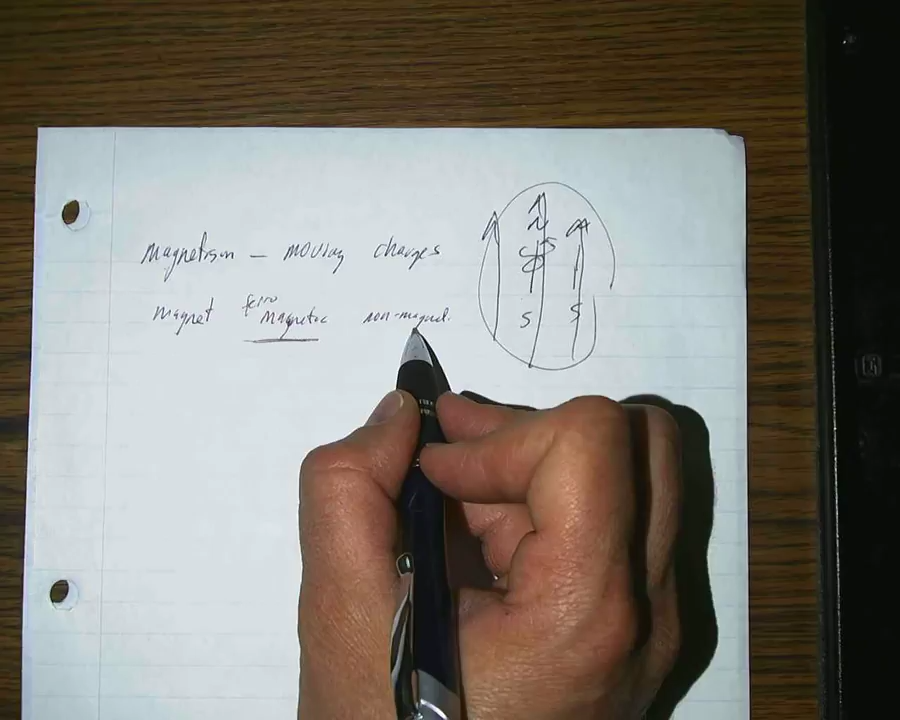 Magnetism – moving charges
magnet ferro magnetic non-magnet.
N
S
S S